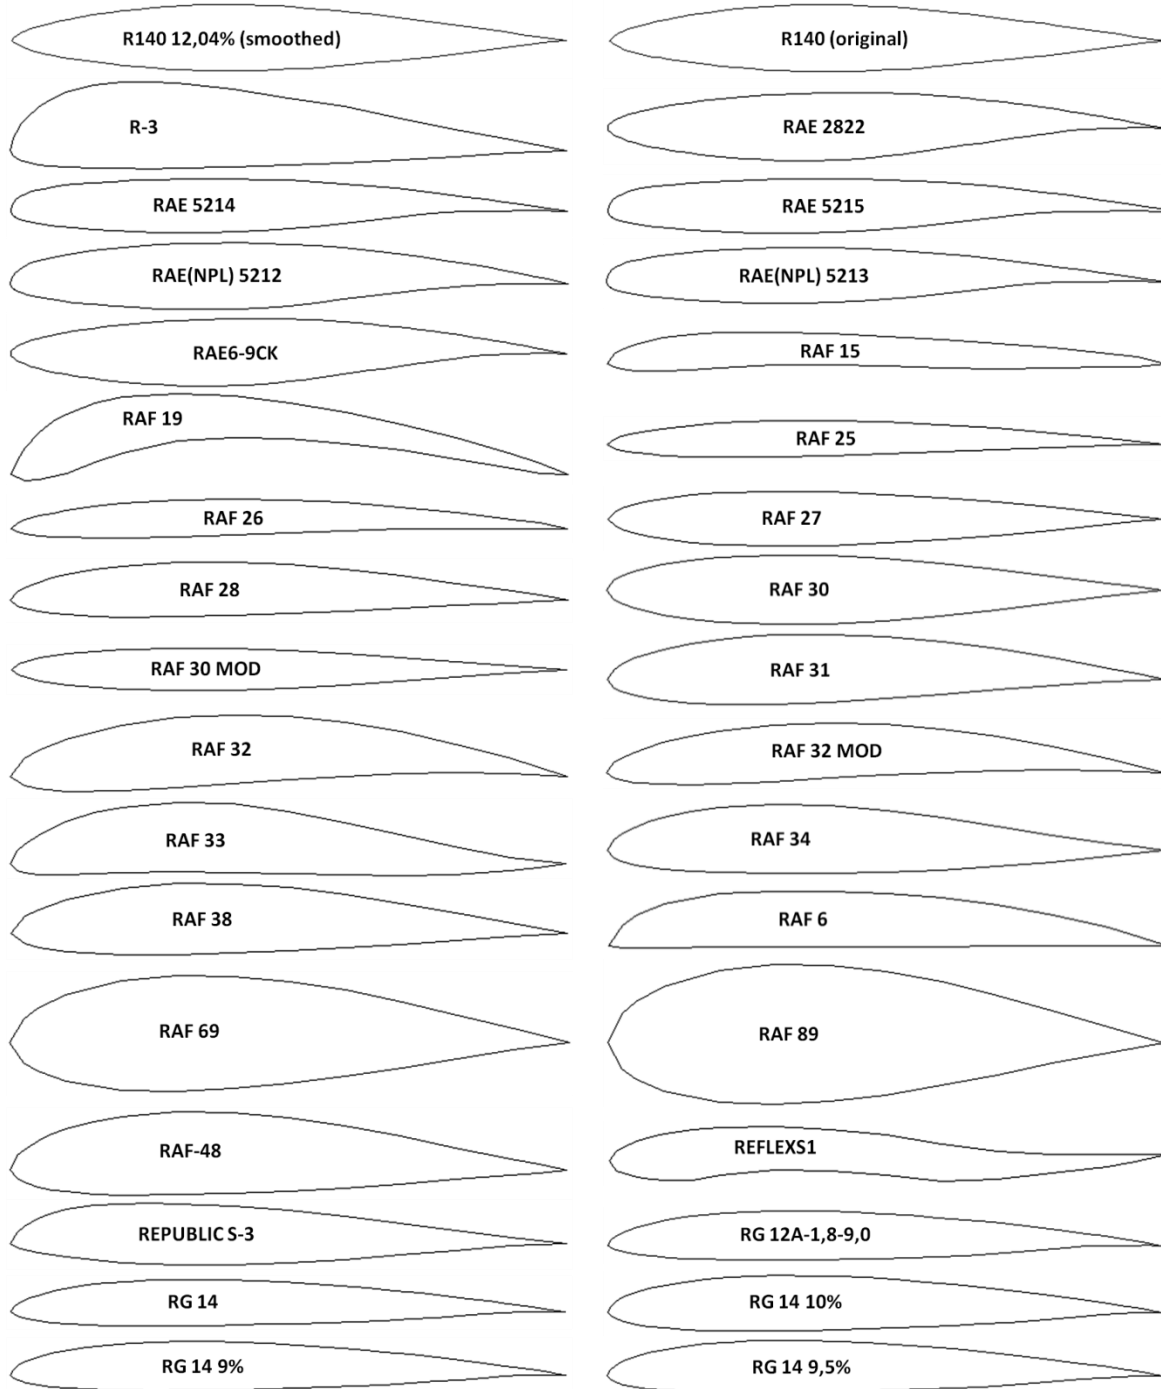 R140 12,04% (smoothed)
R140 (original)
R-3
RAE 2822
RAE 5214
RAE 5215
RAE(NPL) 5212
RAE(NPL) 5213
RAE6-9CK
RAF 15
RAF 19
RAF 25
RAF 26
RAF 27
RAF 28
RAF 30
RAF 30 MOD
RAF 31
RAF 32
RAF 32 MOD
RAF 33
RAF 34
RAF 38
RAF 6
RAF 69
RAF 89
RAF-48
REFLEXS1
REPUBLIC S-3
RG 12A-1,8-9,0
RG 14
RG 14 10%
RG 14 9%
RG 14 9,5%